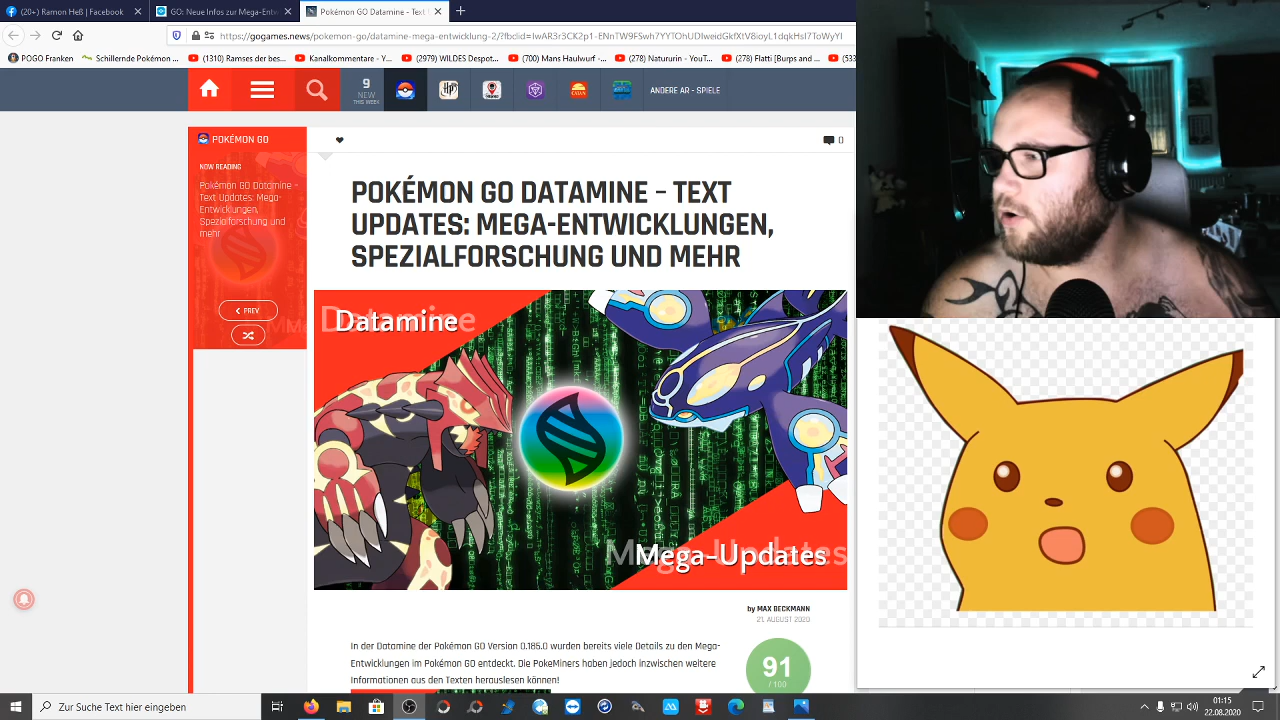 (20+) Ramon Heß | Facebook
GO: Neue Infos zur Mega-Entw
Pokémon GO Datamine - Text
https://gogames.news/pokemon-go/datamine-mega-entwicklung-2/?fbclid=
POGO Franken
Schillernde Pokémon ...
(1310) Ramses der bes...
Kanalkommentare - Y...
(2979) WILDES Despot...
(700) Mans Haulwurf -...
(278) Natururin - YouT...
(278) Flatti [Burps and ...
(533
9
NEW
THIS WEEK
ANDERE AR - SPIELE
POKÉMON GO
0
NOW READING
Pokémon GO Datamine –
Text Updates: Mega-
Entwicklungen,
Spezialforschung und
mehr
PREV
POKÉMON GO DATAMINE – TEXT
UPDATES: MEGA-ENTWICKLUNGEN,
SPEZIALFORSCHUNG UND MEHR
Datamine
Mega-Updates
by MAX BECKMANN
21. AUGUST 2020
In der Datamine der Pokémon GO Version 0.185.0 wurden bereits viele Details zu den Mega-
Entwicklungen im Pokémon GO entdeckt. Die PokeMiners haben jedoch inzwischen weitere
Informationen aus den Texten herauslesen können!
91
/ 100
Zur Suche Text hier eingeben
01:15
22.08.2020